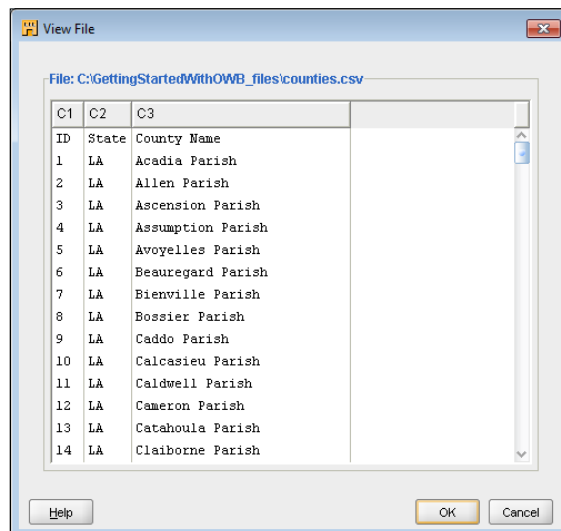 View File
File: C:\GettingStartedWithOWB_files\counties.csv
C1 C2 C3
ID State County Name
1 LA Acadia Parish
2 LA Allen Parish
3 LA Ascension Parish
4 LA Assumption Parish
5 LA Avoyelles Parish
6 LA Beauregard Parish
7 LA Bienville Parish
8 LA Bossier Parish
9 LA Caddo Parish
10 LA Calcasieu Parish
11 LA Caldwell Parish
12 LA Cameron Parish
13 LA Catahoula Parish
14 LA Claiborne Parish
Help OK Cancel